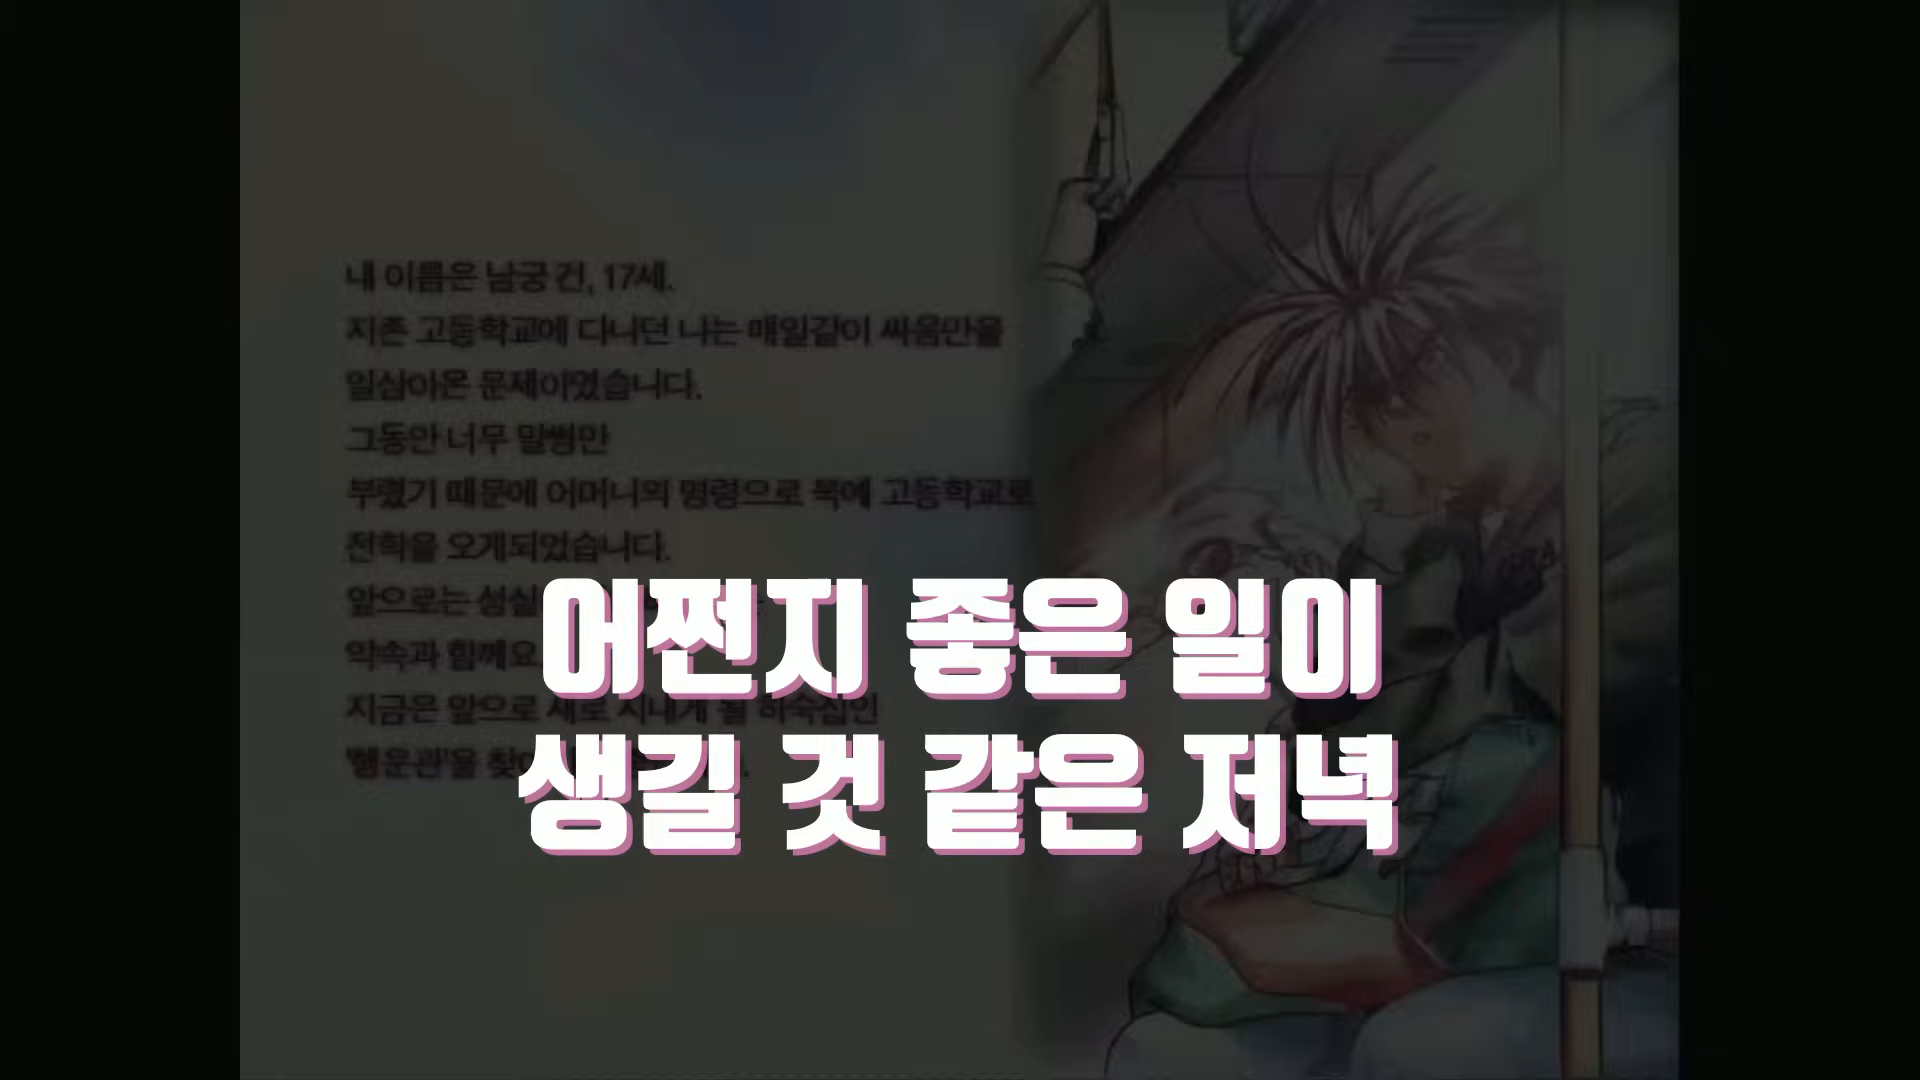 내 이름은 남궁 건, 17세.
지존 고등학교에 다니던 나는 매일같이 싸움만을
일삼아온 문제아였습니다.
그동안 너무 말썽만
부렸기 때문에 어머니의 명령으로 목예 고등학교로
전학을 오게되었습니다.
앞으로는
약속과 함께요
지금은 앞으로 새로 지내게 될 하숙집인
어쩐지 좋은 일이
생길 것 같은 저녁